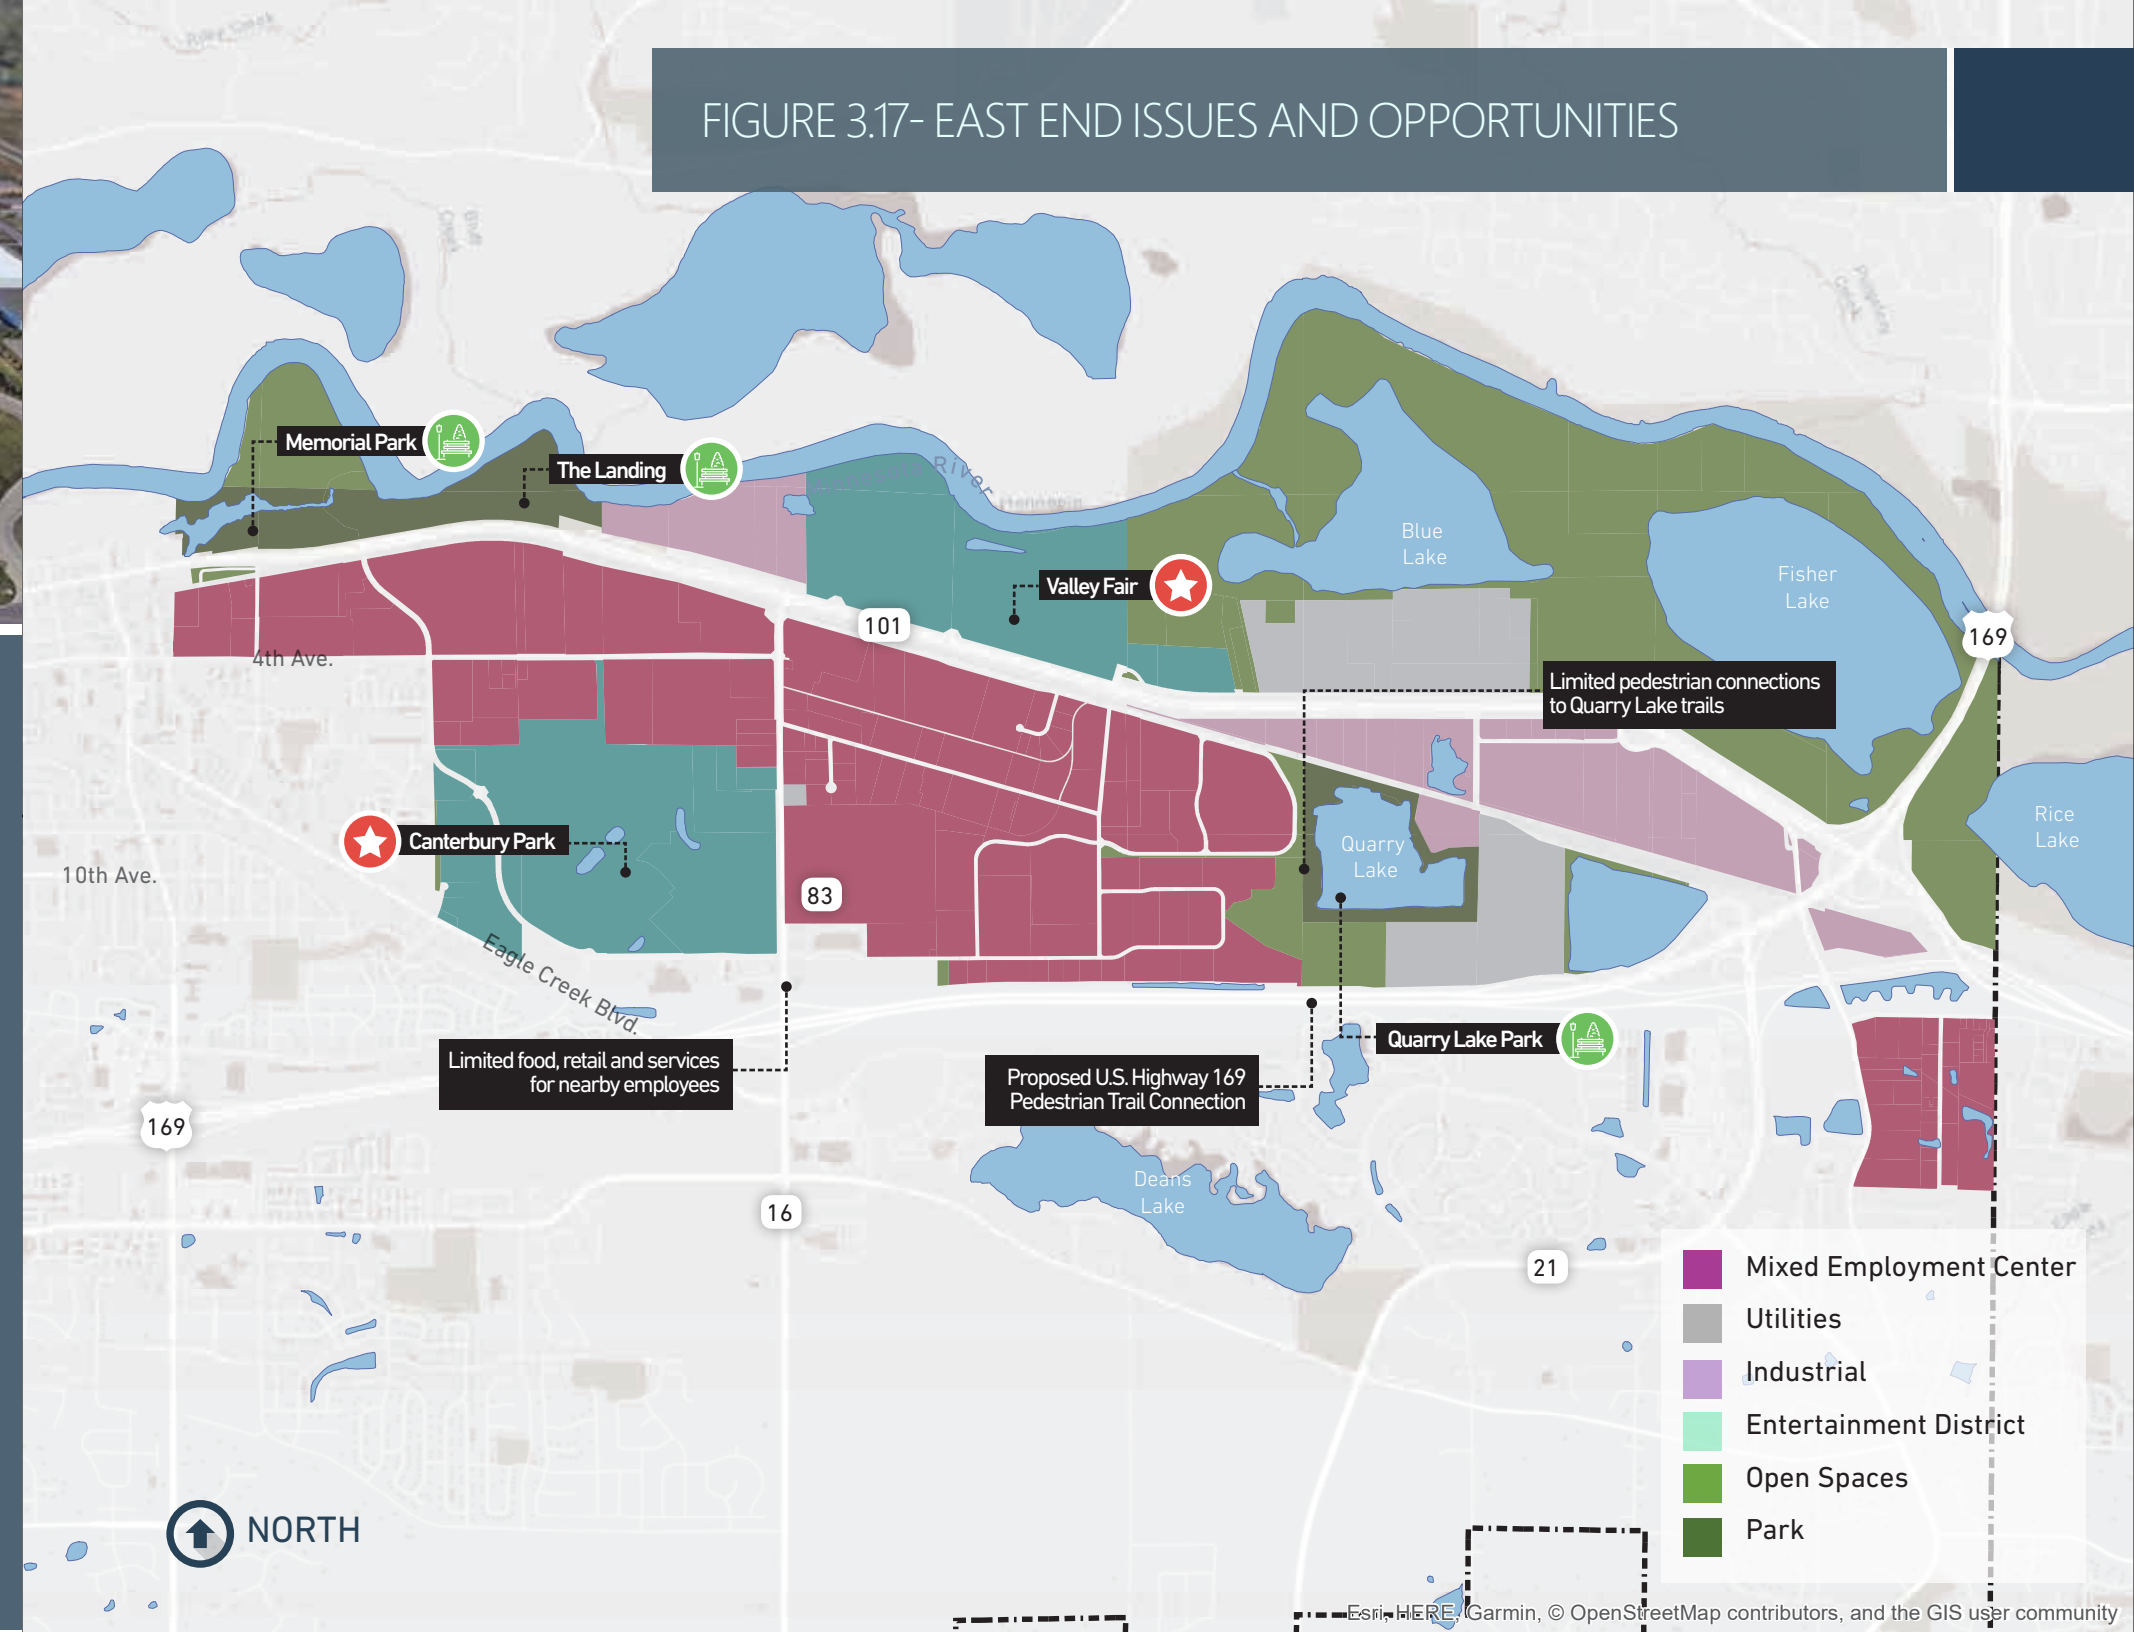 FIGURE 3.17- EAST END ISSUES AND OPPORTUNITIES
Memorial Park
The Landing
River
Valley Fair
Blue
Lake
Fisher
Lake
101
169
4th Ave.
Limited pedestrian connections
to Quarry Lake trails
Canterbury Park
Quarry
Lake
Rice
Lake
10th Ave.
83
Eagle Creek Blvd.
Limited food, retail and services
for nearby employees
Proposed U.S. Highway 169
Pedestrian Trail Connection
Quarry Lake Park
169
Deans
Lake
16
21
Mixed Employment Center
Utilities
Industrial
Entertainment District
Open Spaces
Park
NORTH
Esri, HERE, Garmin, © OpenStreetMap contributors, and the GIS user community